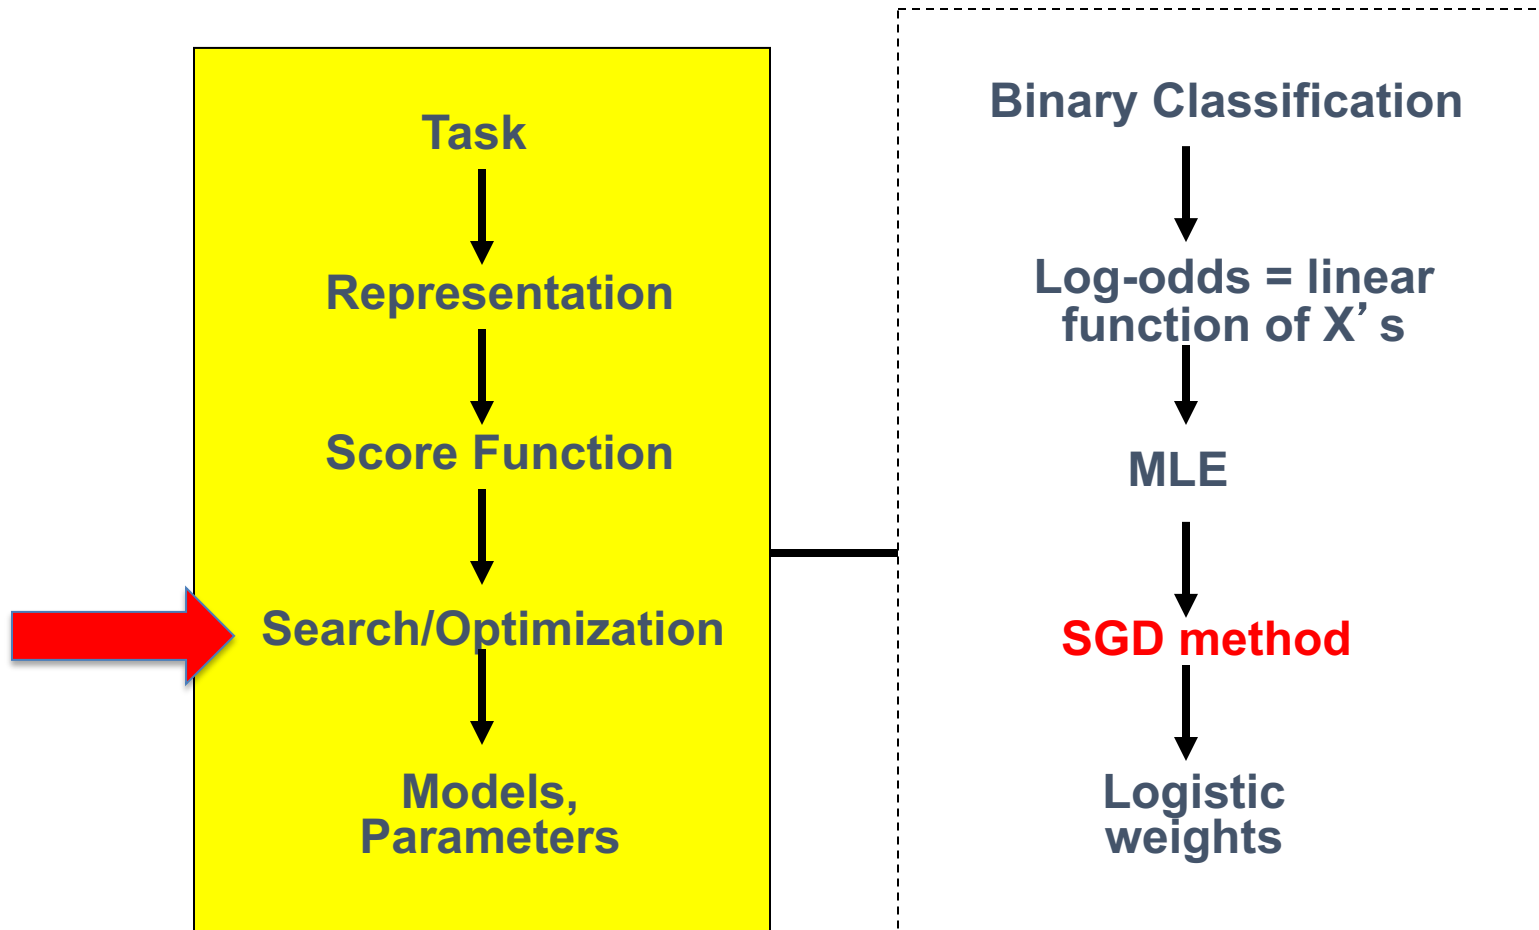 Task
Representation
Score Function
Search/Optimization
Models,
Parameters
Binary Classification
Log-odds = linear
function of X’ s
MLE
SGD method
Logistic
weights